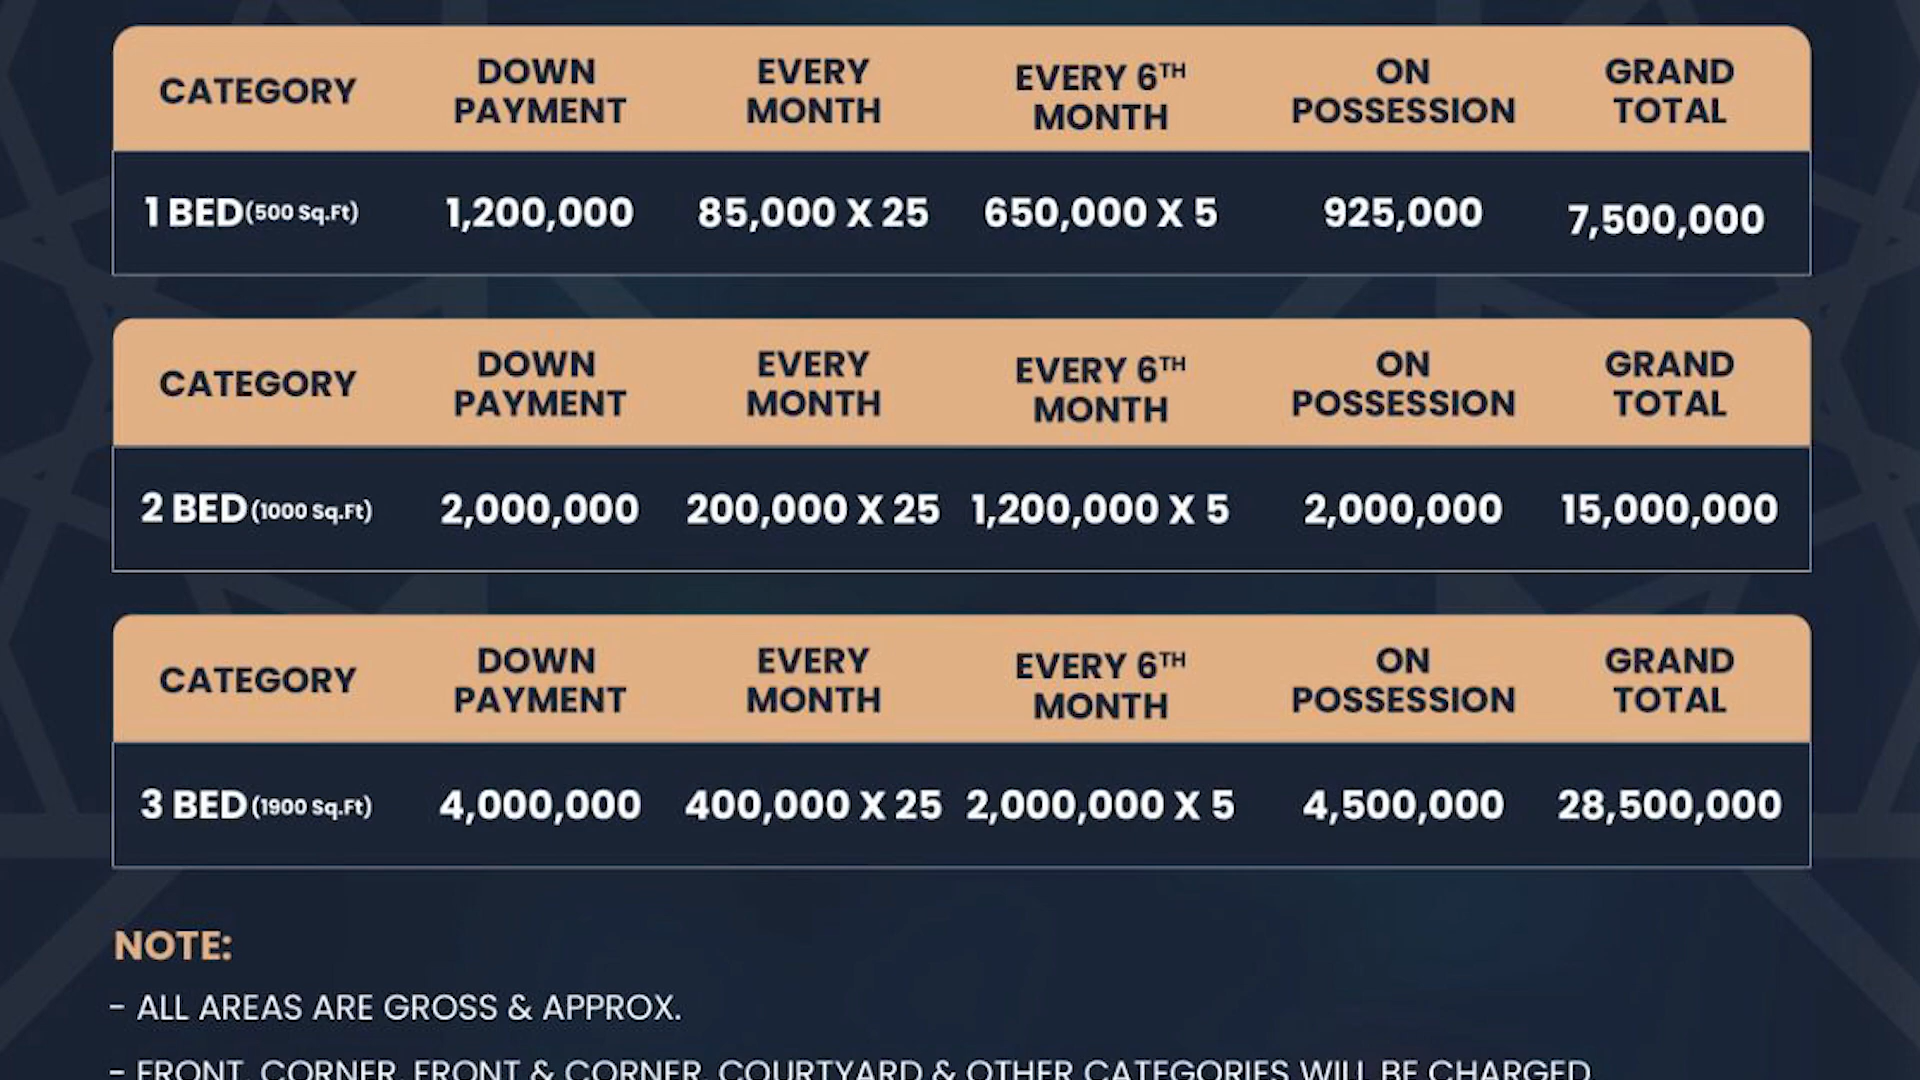 CATEGORY DOWN PAYMENT EVERY MONTH EVERY 6TH MONTH ON POSSESSION GRAND TOTAL
1 BED (500 Sq.Ft) 1,200,000 85,000 X 25 650,000 X 5 925,000 7,500,000
CATEGORY DOWN PAYMENT EVERY MONTH EVERY 6TH MONTH ON POSSESSION GRAND TOTAL
2 BED (1000 Sq.Ft) 2,000,000 200,000 X 25 1,200,000 X 5 2,000,000 15,000,000
CATEGORY DOWN PAYMENT EVERY MONTH EVERY 6TH MONTH ON POSSESSION GRAND TOTAL
3 BED (1900 Sq.Ft) 4,000,000 400,000 X 25 2,000,000 X 5 4,500,000 28,500,000
NOTE:
- ALL AREAS ARE GROSS & APPROX.
- FRONT, CORNER, FRONT & CORNER, COURTYARD & OTHER CATEGORIES WILL BE CHARGED